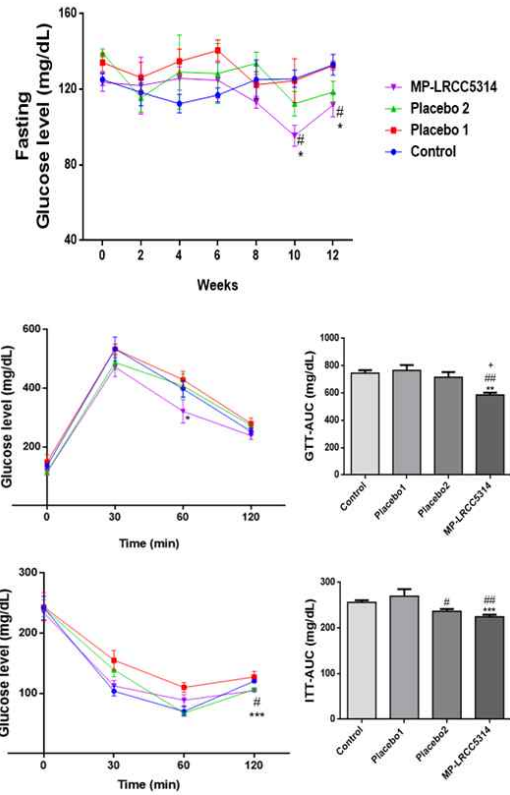 160
120
80
40
Fasting
Glucose level (mg/dL)
0 2 4 6 8 10 12
Weeks
#
*
#
*
MP-LRCC5314
Placebo 2
Placebo 1
Control
600
400
200
Glucose level (mg/dL)
*
0 30 60 120
Time (min)
1000
800
600
400
200
0
GTT-AUC (mg/dL)
+
##
**
Control Placebo1 Placebo2 MP-LRCC5314
300
200
100
Glucose level (mg/dL)
#
***
0 30 60 120
Time (min)
300
200
100
0
ITT-AUC (mg/dL)
#
##
***
Control Placebo1 Placebo2 MP-LRCC5314